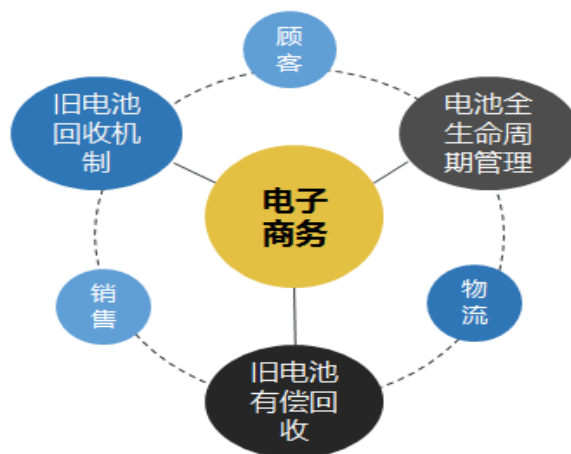 顾
客
旧电池
回收机
制
电池全
生命周
期管理
电子
商务
销
售
物
流
旧电池
有偿回
收